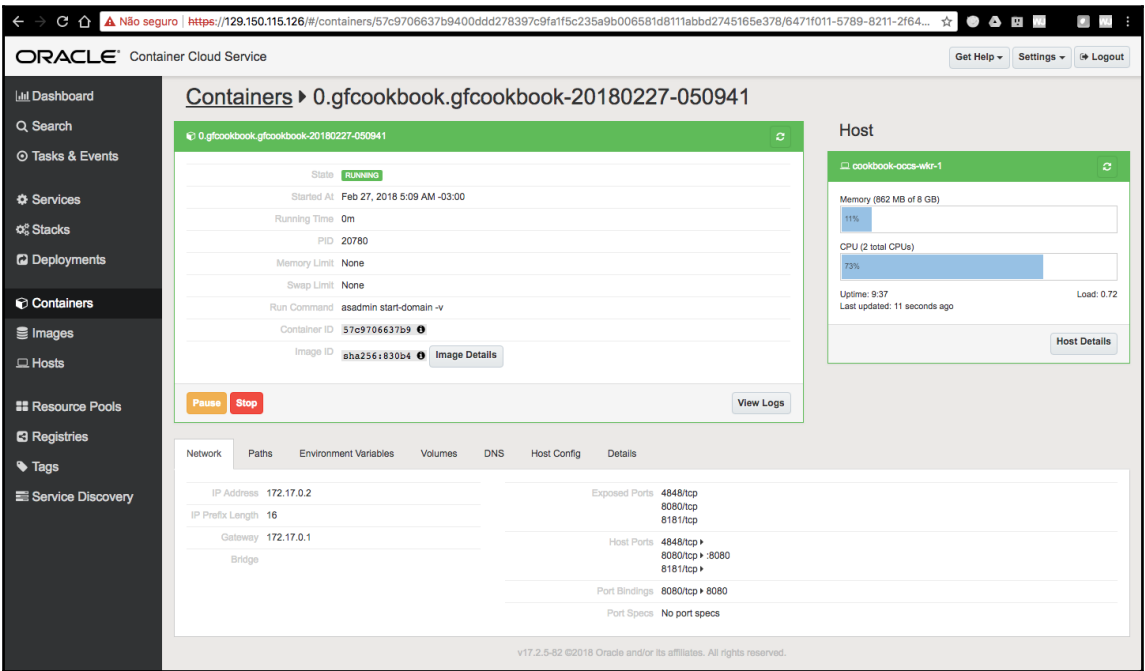 Não seguro | https://129.150.115.126/#/containers/57c9706637b9400ddd278397c9fa1f5c235a9b006581d8111abbd2745165e378/6471f011-5789-8211-2f64...
ORACLE Container Cloud Service
Get Help
Settings
Logout
Dashboard
Search
Tasks & Events
Services
Stacks
Deployments
Containers
Images
Hosts
Resource Pools
Registries
Tags
Service Discovery
Containers 0.gfcookbook.gfcookbook-20180227-050941
0.gfcookbook.gfcookbook-20180227-050941
State RUNNING
Started At Feb 27, 2018 5:09 AM -03:00
Running Time 0m
PID 20780
Memory Limit None
Swap Limit None
Run Command asadmin start-domain -v
Container ID 57c9706637b9
Image ID sha256:830b4 Image Details
Pause Stop View Logs
Host
cookbook-occs-wkr-1
Memory (862 MB of 8 GB)
11%
CPU (2 total CPUs)
73%
Uptime: 9:37 Load: 0.72
Last updated: 11 seconds ago
Host Details
Network Paths Environment Variables Volumes DNS Host Config Details
IP Address 172.17.0.2
IP Prefix Length 16
Gateway 172.17.0.1
Bridge
Exposed Ports 4848/tcp
8080/tcp
8181/tcp
Host Ports 4848/tcp
8080/tcp :8080
8181/tcp
Port Bindings 8080/tcp 8080
Port Specs No port specs
v17.2.5-82 ©2018 Oracle and/or its affiliates. All rights reserved.